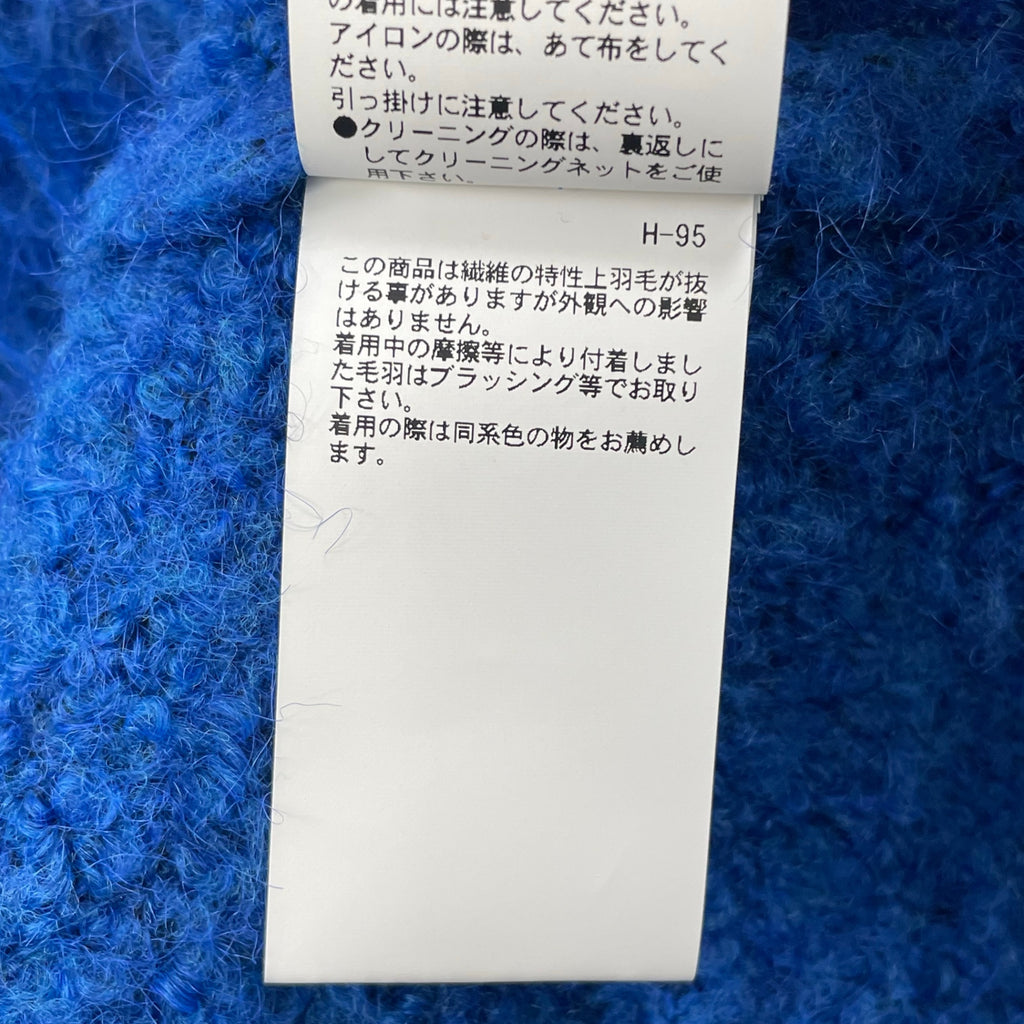 の着用には注意してください。
アイロンの際は、あて布をしてく
ださい。
引っ掛けに注意してください。
●クリーニングの際は、裏返しに
してクリーニングネットをご使
用下さい。
H-95
この商品は繊維の特性上羽毛が抜
ける事がありますが外観への影響
はありません。
着用中の摩擦等により付着しまし
た毛羽はブラッシング等でお取り
下さい。
着用の際は同系色の物をお薦めし
ます。